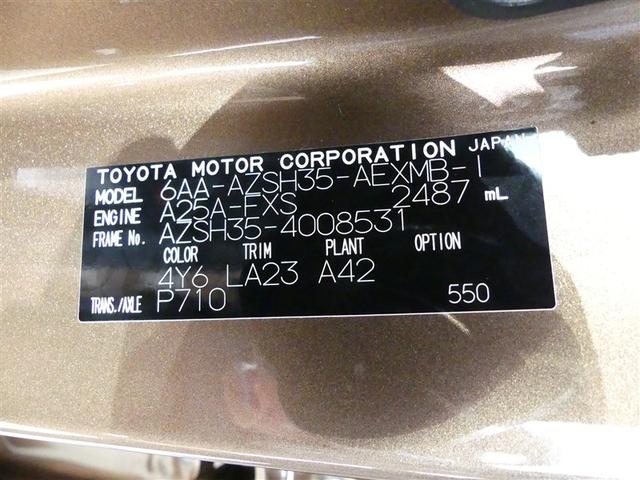 TOYOTA MOTOR CORPORATION JAPAN
MODEL 6AA-AZSH35-AEXMB-1
ENGINE A25A-FXS 2487 mL
FRAME No. AZSH35-4008531
COLOR TRIM PLANT OPTION
4Y6 LA23 A42
TRANS./AXLE P710 550